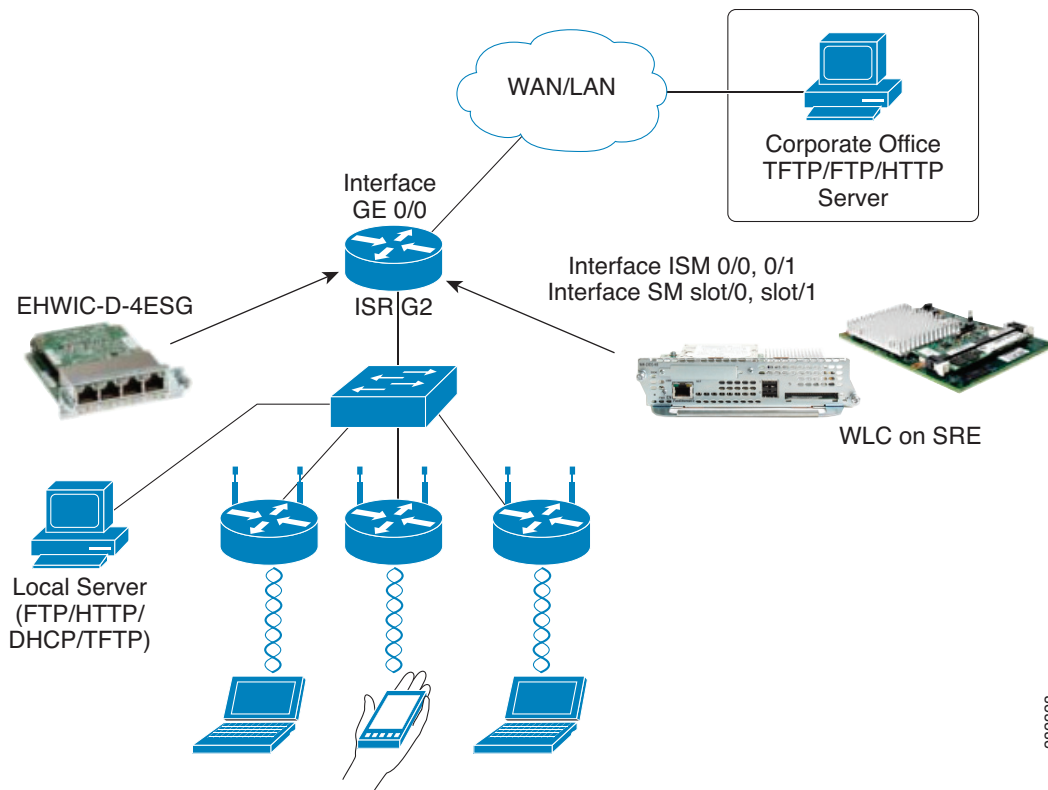 WAN/LAN
Corporate Office
TFTP/FTP/HTTP
Server
Interface
GE 0/0
ISR G2
EHWIC-D-4ESG
Interface ISM 0/0, 0/1
Interface SM slot/0, slot/1
WLC on SRE
Local Server
(FTP/HTTP/
DHCP/TFTP)